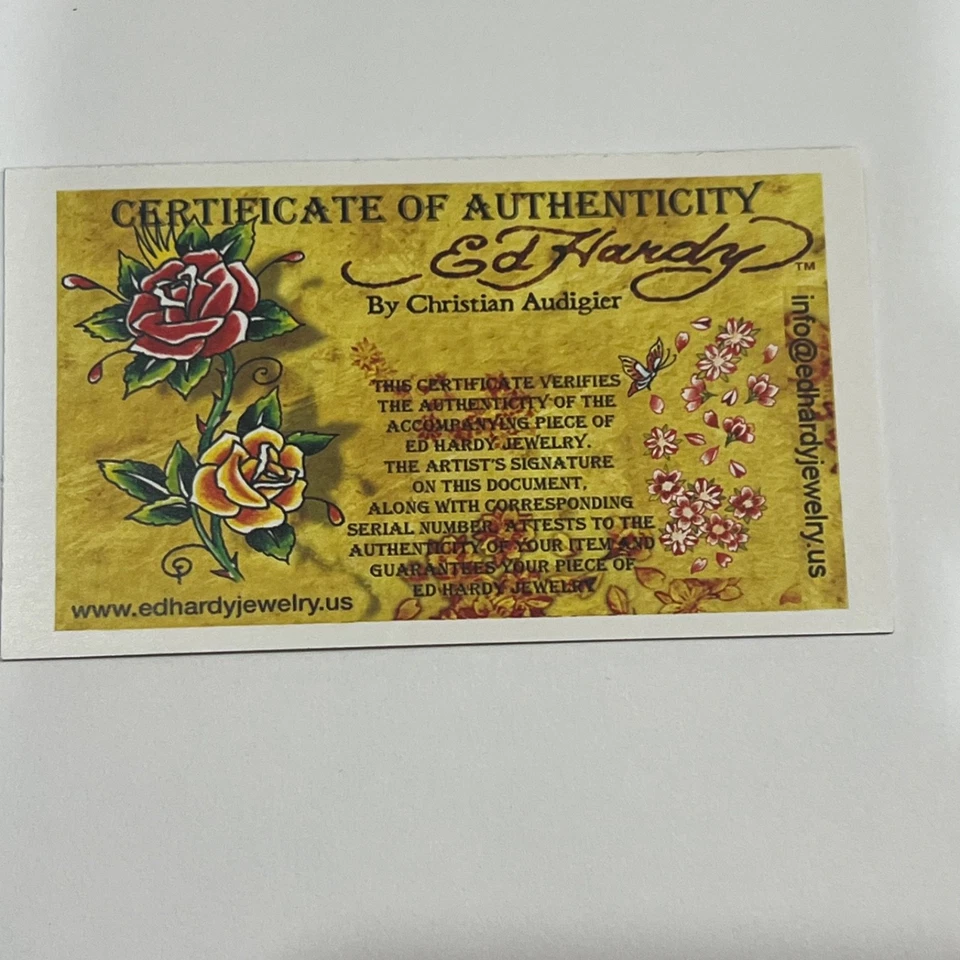 CERTIFICATE OF AUTHENTICITY
Ed Hardy™
By Christian Audigier
THIS CERTIFICATE VERIFIES
THE AUTHENTICITY OF THE
ACCOMPANYING PIECE OF
ED HARDY JEWELRY.
THE ARTIST'S SIGNATURE
ON THIS DOCUMENT,
ALONG WITH CORRESPONDING
SERIAL NUMBER, ATTESTS TO THE
AUTHENTICITY OF YOUR ITEM AND
GUARANTEES YOUR PIECE OF
ED HARDY JEWELRY
www.edhardyjewelry.us
info@edhardyjewelry.us